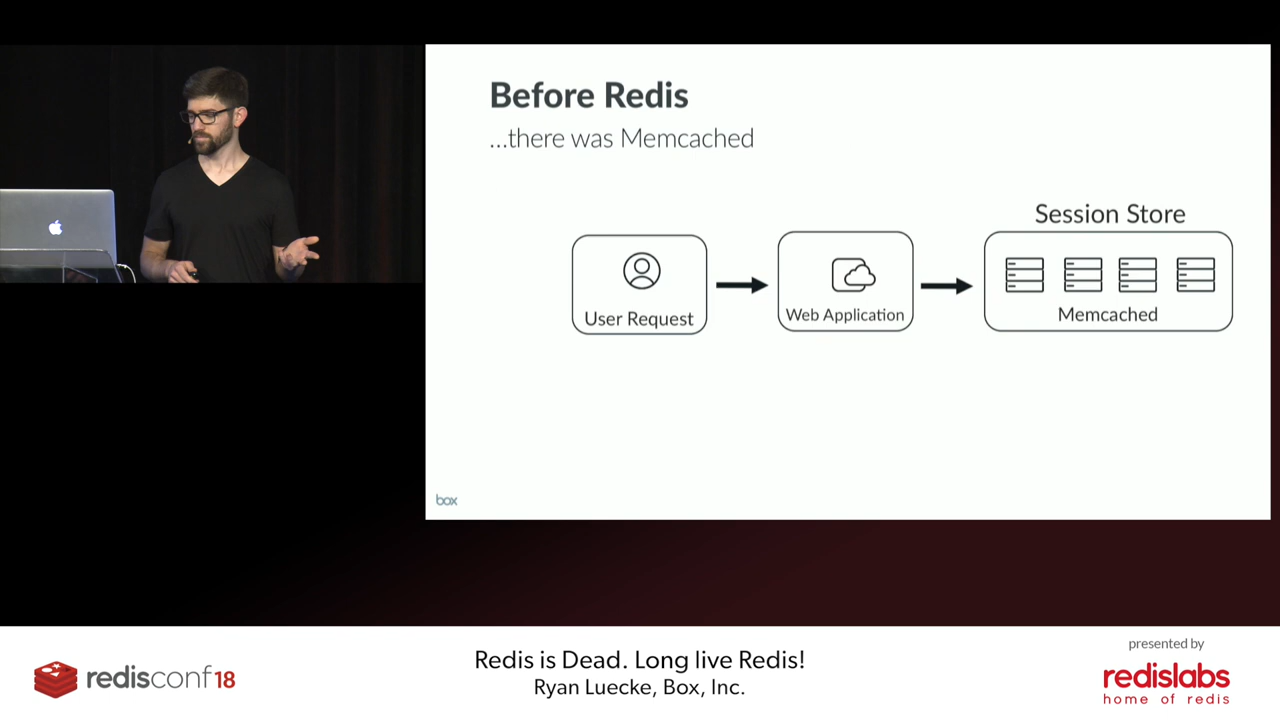 Before Redis
...there was Memcached
Session Store
User Request
Web Application
Memcached
box
redisconf18
Redis is Dead. Long live Redis!
Ryan Luecke, Box, Inc.
presented by
redislabs
home of redis